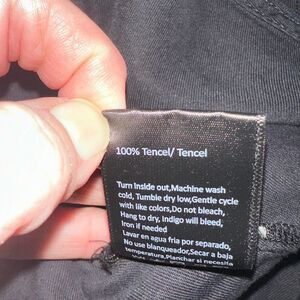 100% Tencel/ Tencel
Turn Inside out,Machine wash
cold, Tumble dry low,Gentle cycle
with like colors,Do not bleach,
Hang to dry, Indigo will bleed,
Iron if needed
Lavar en agua fria por separado,
No use blanqueador,Secar a baja
temperatura,Planchar si necesita